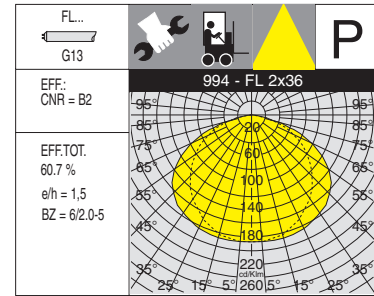 FL...
G13
P
EFF.:
CNR = B2
994 - FL 2x36
EFF.TOT.
60.7 %
e/h = 1,5
BZ = 6/2.0-5
95° 95°
85° 20 85°
75° 60 75°
65° 100 65°
55° 140 55°
45° 180 45°
35° 220 35°
cd/Klm
25° 15° 5° 260 5° 15° 25°